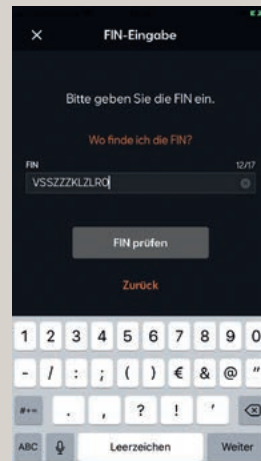 FIN-Eingabe
Bitte geben Sie die FIN ein.
Wo finde ich die FIN?
FIN 12/17
VSSZZZKLZLR0
FIN prüfen
Zurück
1 2 3 4 5 6 7 8 9 0
- / : ; ( ) € & @ "
#+= . , ? ! '
ABC Leerzeichen Weiter